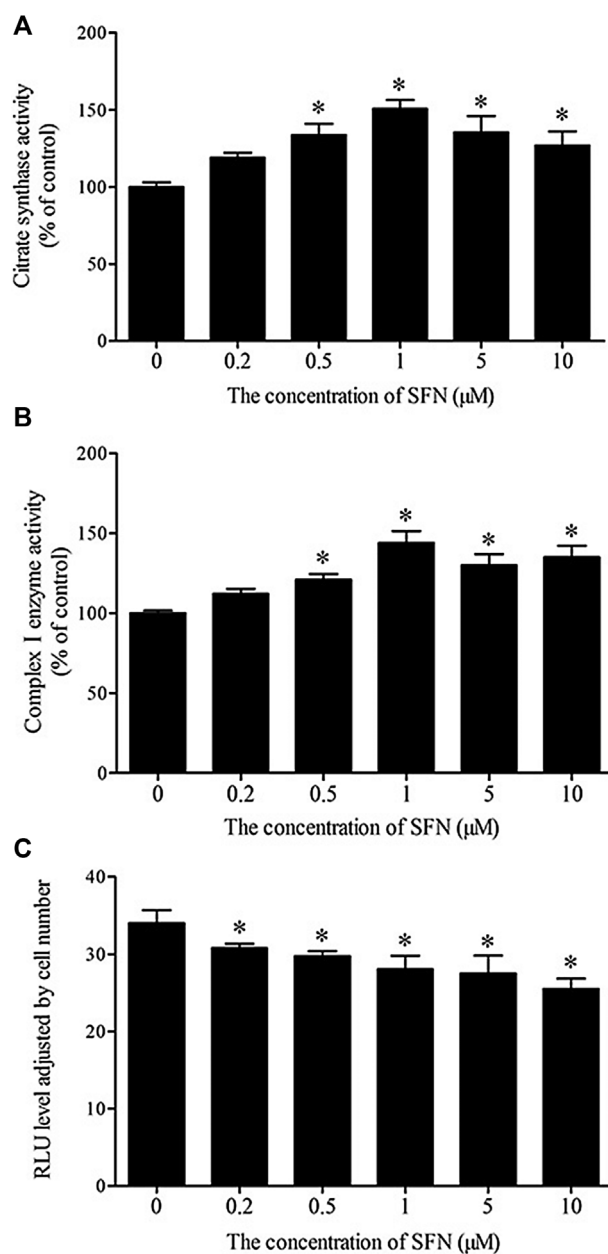 A
Citrate synthase activity
(% of control)
200
150
100
50
0
* * * *
0 0.2 0.5 1 5 10
The concentration of SFN (μM)
B
Complex I enzyme activity
(% of control)
200
150
100
50
0
* * * *
0 0.2 0.5 1 5 10
The concentration of SFN (μM)
C
RLU level adjusted by cell number
40
30
20
10
0
* * * * *
0 0.2 0.5 1 5 10
The concentration of SFN (μM)